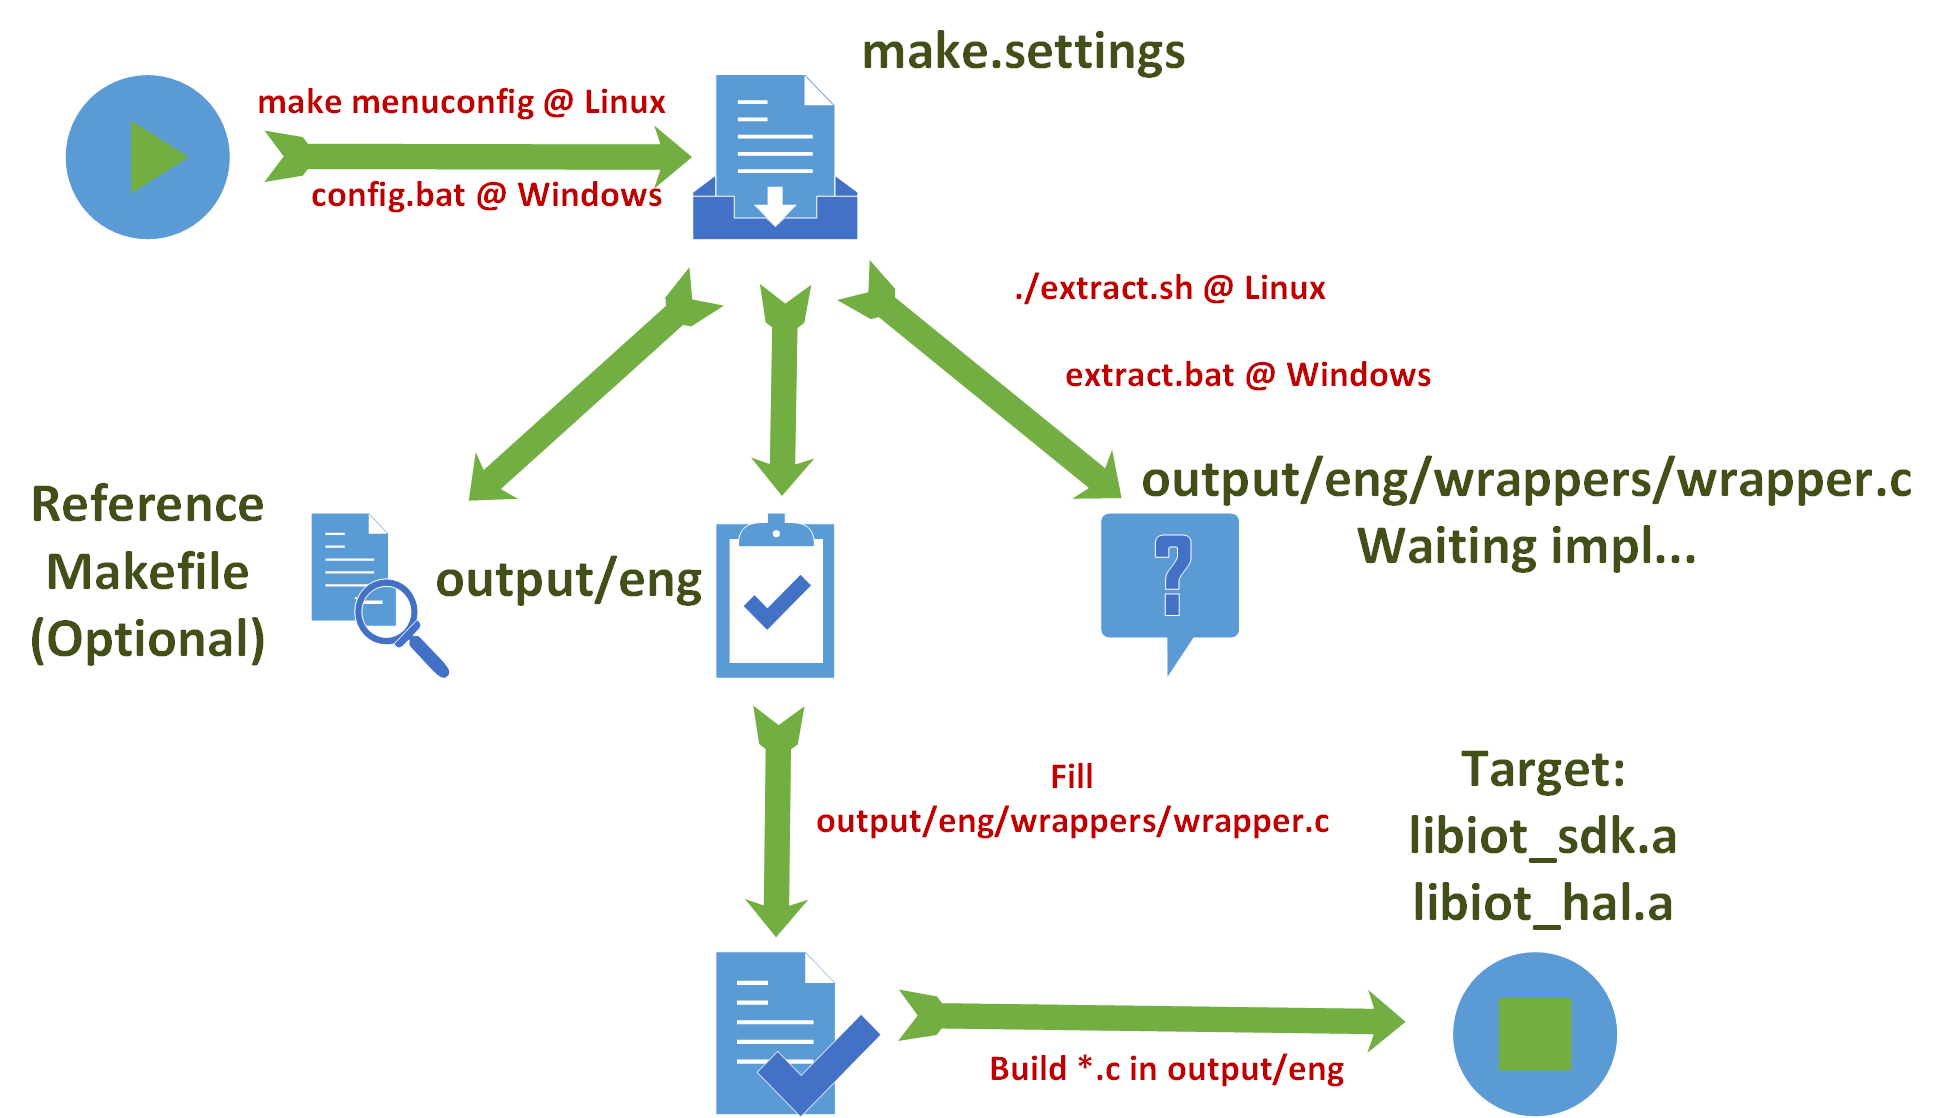 make.settings
make menuconfig @ Linux
config.bat @ Windows
./extract.sh @ Linux
extract.bat @ Windows
Reference
Makefile
(Optional)
output/eng
output/eng/wrappers/wrapper.c
Waiting impl...
Fill
output/eng/wrappers/wrapper.c
Target:
libiot_sdk.a
libiot_hal.a
Build *.c in output/eng